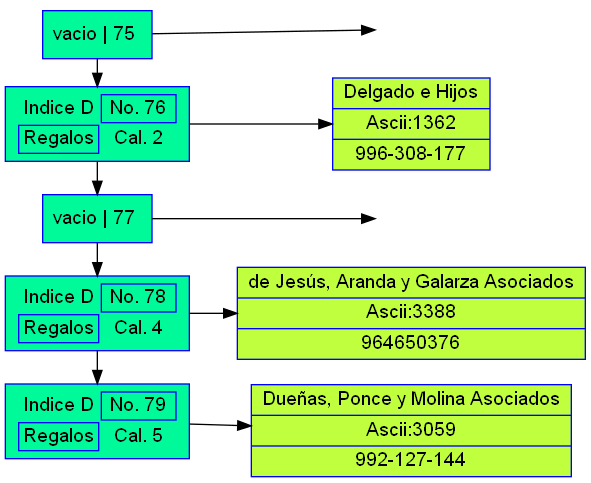 vacio | 75
Indice D No. 76
Regalos Cal. 2
Delgado e Hijos
Ascii:1362
996-308-177
vacio | 77
Indice D No. 78
Regalos Cal. 4
de Jesús, Aranda y Galarza Asociados
Ascii:3388
964650376
Indice D No. 79
Regalos Cal. 5
Dueñas, Ponce y Molina Asociados
Ascii:3059
992-127-144